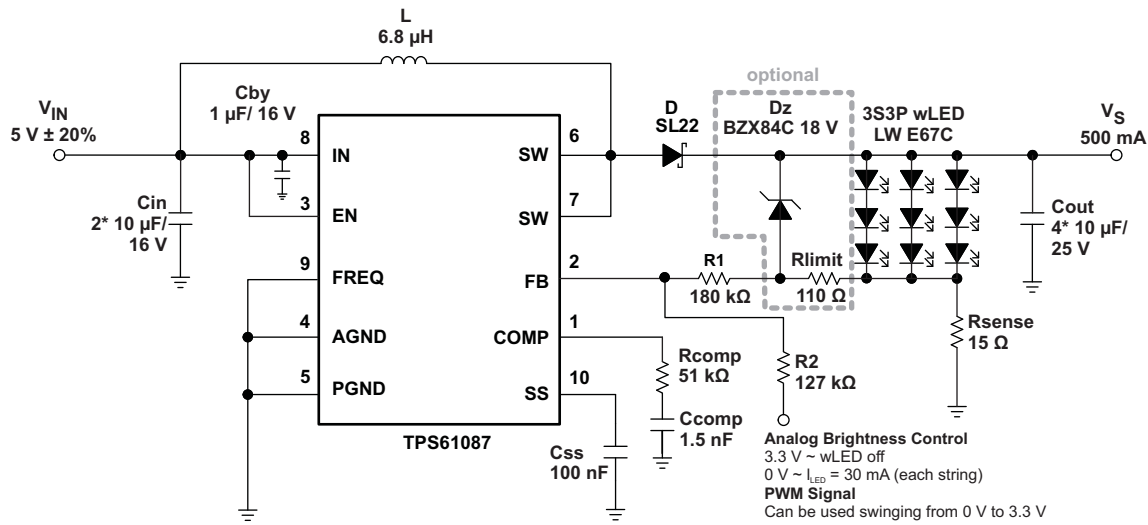 L
6.8 µH
optional
Cby
1 µF/ 16 V
D
SL22
Dz
BZX84C 18 V
3S3P wLED
LW E67C
VIN
5 V ± 20%
VS
500 mA
8
IN
6
SW
3
EN
7
SW
Cin
2* 10 µF/
16 V
Cout
4* 10 µF/
25 V
9
FREQ
2
FB
R1
180 kΩ
Rlimit
110 Ω
4
AGND
1
COMP
Rsense
15 Ω
Rcomp
51 kΩ
R2
127 kΩ
5
PGND
10
SS
Ccomp
1.5 nF
TPS61087
Css
100 nF
Analog Brightness Control
3.3 V ~ wLED off
0 V ~ ILED = 30 mA (each string)
PWM Signal
Can be used swinging from 0 V to 3.3 V